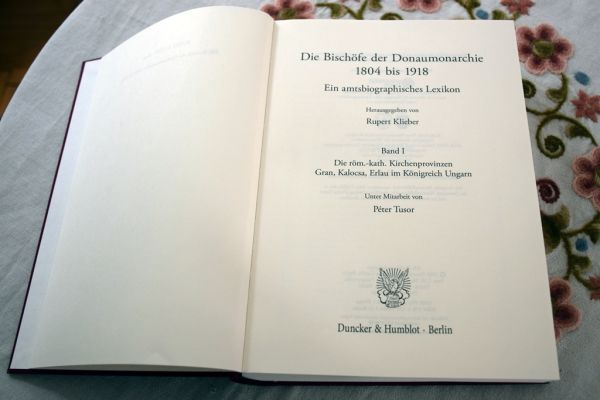 Die Bischöfe der Donaumonarchie
1804 bis 1918
Ein amtsbiographisches Lexikon
Herausgegeben von
Rupert Klieber
Band I
Die röm.-kath. Kirchenprovinzen
Gran, Kalocsa, Erlau im Königreich Ungarn
Unter Mitarbeit von
Péter Tusor
Duncker & Humblot · Berlin